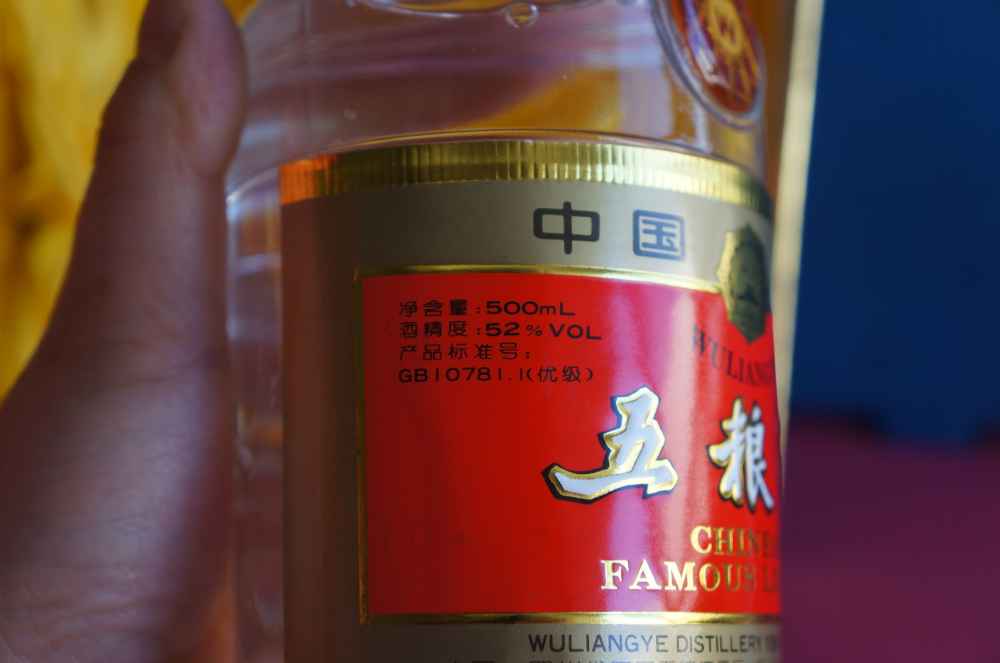 中国
净含量:500mL
酒精度:52%VOL
产品标准号:
GB10781.1(优级)
五粮
FAMOUS
WULIANGYE DISTILLERY